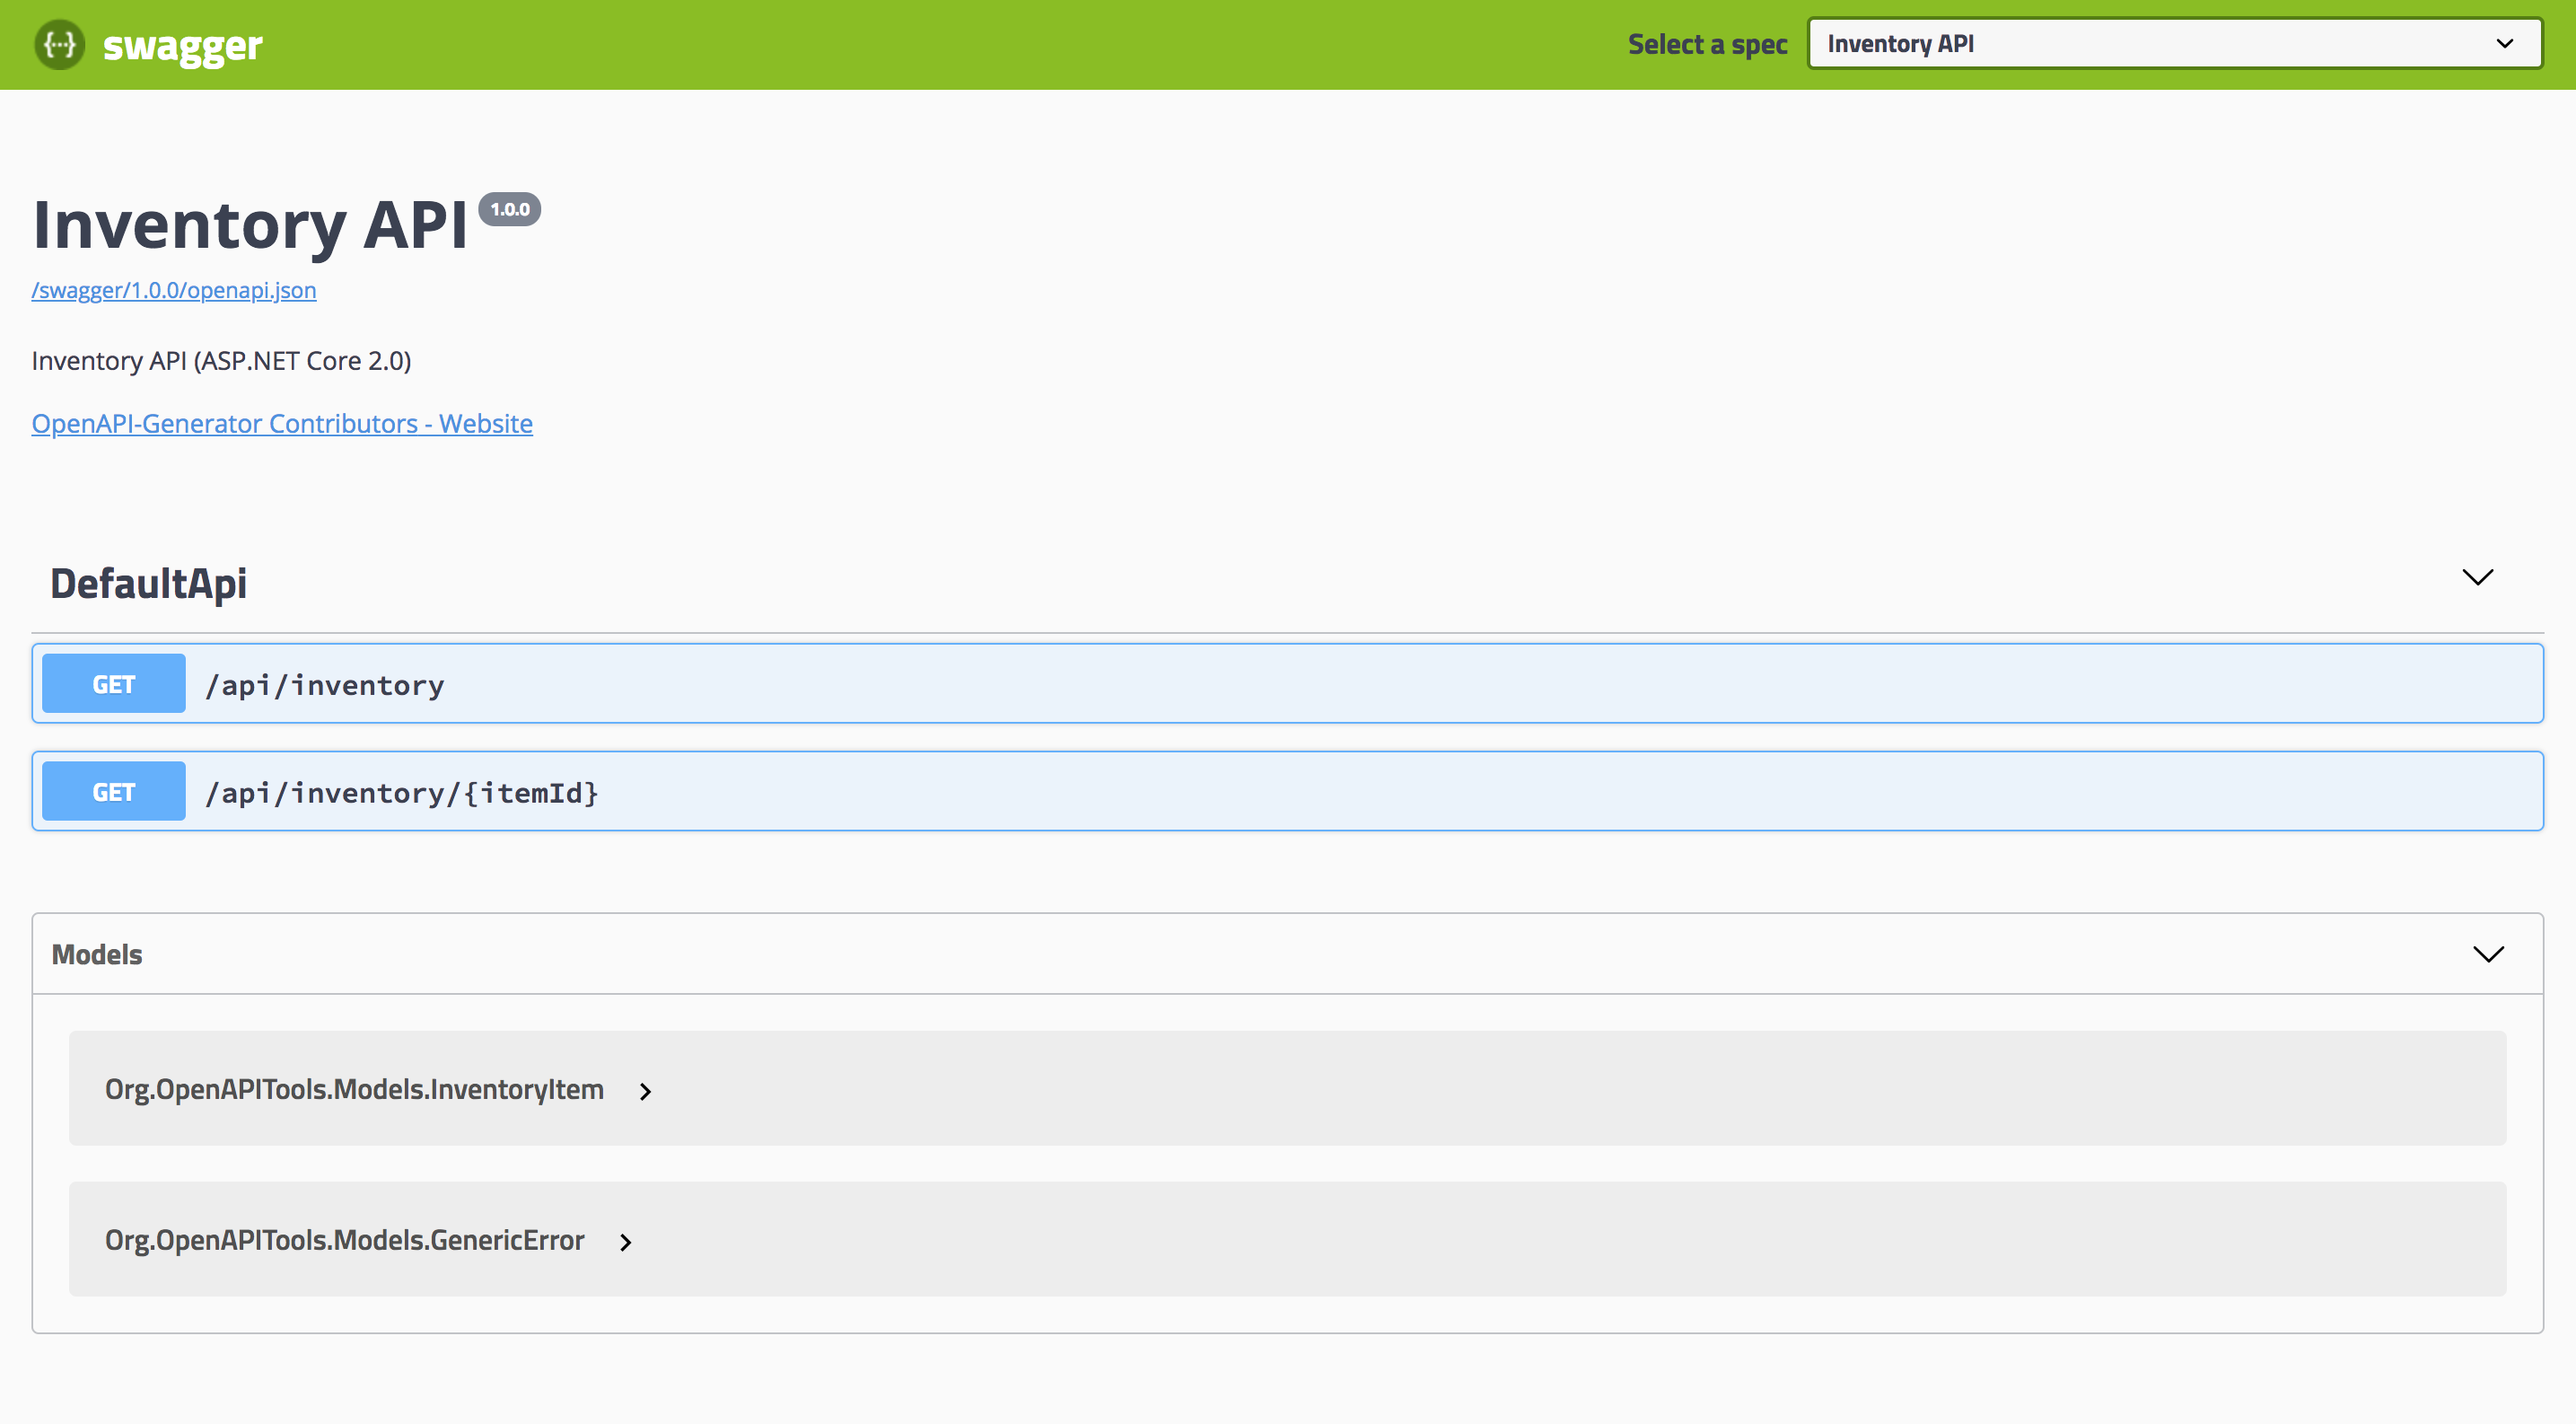 {···} swagger
Select a spec
Inventory API
Inventory API 1.0.0
/swagger/1.0.0/openapi.json
Inventory API (ASP.NET Core 2.0)
OpenAPI-Generator Contributors - Website
DefaultApi
GET /api/inventory
GET /api/inventory/{itemId}
Models
Org.OpenAPITools.Models.InventoryItem
Org.OpenAPITools.Models.GenericError